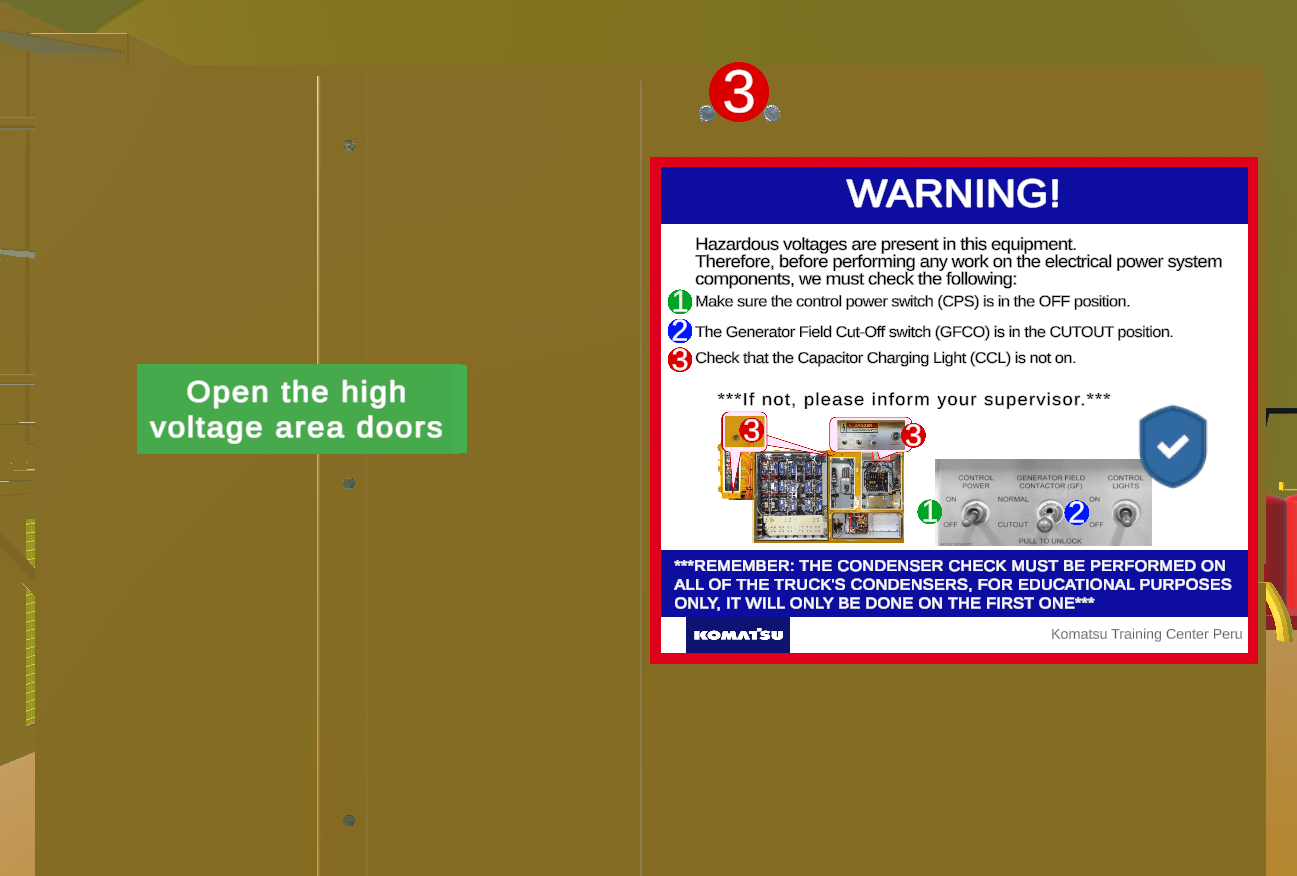 3
WARNING!
Hazardous voltages are present in this equipment.
Therefore, before performing any work on the electrical power system
components, we must check the following:
1 Make sure the control power switch (CPS) is in the OFF position.
2 The Generator Field Cut-Off switch (GFCO) is in the CUTOUT position.
3 Check that the Capacitor Charging Light (CCL) is not on.
***If not, please inform your supervisor.***
Open the high
voltage area doors
3
DANGER
3
CONTROL
POWER
ON
OFF
1
GENERATOR FIELD
CONTACTOR (GF)
NORMAL
CUTOUT
2
PULL TO UNLOCK
CONTROL
LIGHTS
ON
OFF
***REMEMBER: THE CONDENSER CHECK MUST BE PERFORMED ON
ALL OF THE TRUCK'S CONDENSERS, FOR EDUCATIONAL PURPOSES
ONLY, IT WILL ONLY BE DONE ON THE FIRST ONE***
KOMATSU
Komatsu Training Center Peru